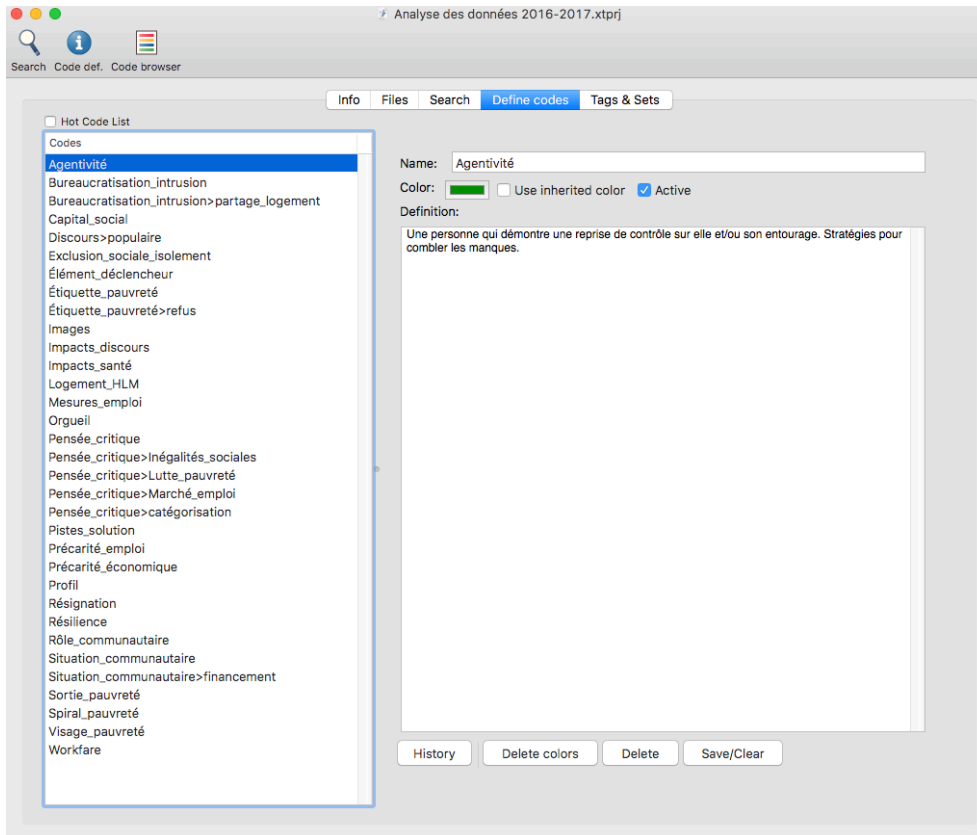 Analyse des données 2016-2017.xtprj
Search Code def. Code browser
Info Files Search Define codes Tags & Sets
Hot Code List
Codes
Agentivité
Bureaucratisation_intrusion
Bureaucratisation_intrusion>partage_logement
Capital_social
Discours>populaire
Exclusion_sociale_isolement
Élément_déclencheur
Étiquette_pauvreté
Étiquette_pauvreté>refus
Images
Impacts_discours
Impacts_santé
Logement_HLM
Mesures_emploi
Orgueil
Pensée_critique
Pensée_critique>Inégalités_sociales
Pensée_critique>Lutte_pauvreté
Pensée_critique>Marché_emploi
Pensée_critique>catégorisation
Pistes_solution
Précarité_emploi
Précarité_économique
Profil
Résignation
Résilience
Rôle_communautaire
Situation_communautaire
Situation_communautaire>financement
Sortie_pauvreté
Spiral_pauvreté
Visage_pauvreté
Workfare
Name: Agentivité
Color: Use inherited color Active
Definition:
Une personne qui démontre une reprise de contrôle sur elle et/ou son entourage. Stratégies pour
combler les manques.
History Delete colors Delete Save/Clear